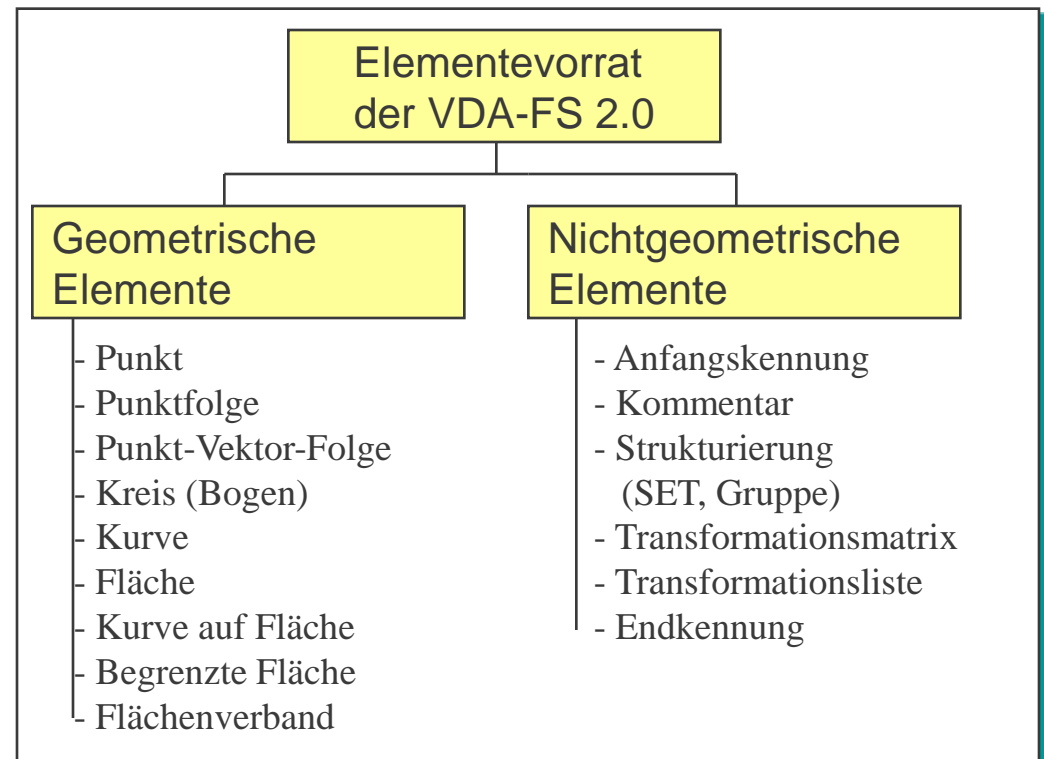 Elementevorrat
der VDA-FS 2.0
Geometrische
Elemente
- Punkt
- Punktfolge
- Punkt-Vektor-Folge
- Kreis (Bogen)
- Kurve
- Fläche
- Kurve auf Fläche
- Begrenzte Fläche
- Flächenverband
Nichtgeometrische
Elemente
- Anfangskennung
- Kommentar
- Strukturierung
(SET, Gruppe)
- Transformationsmatrix
- Transformationsliste
- Endkennung